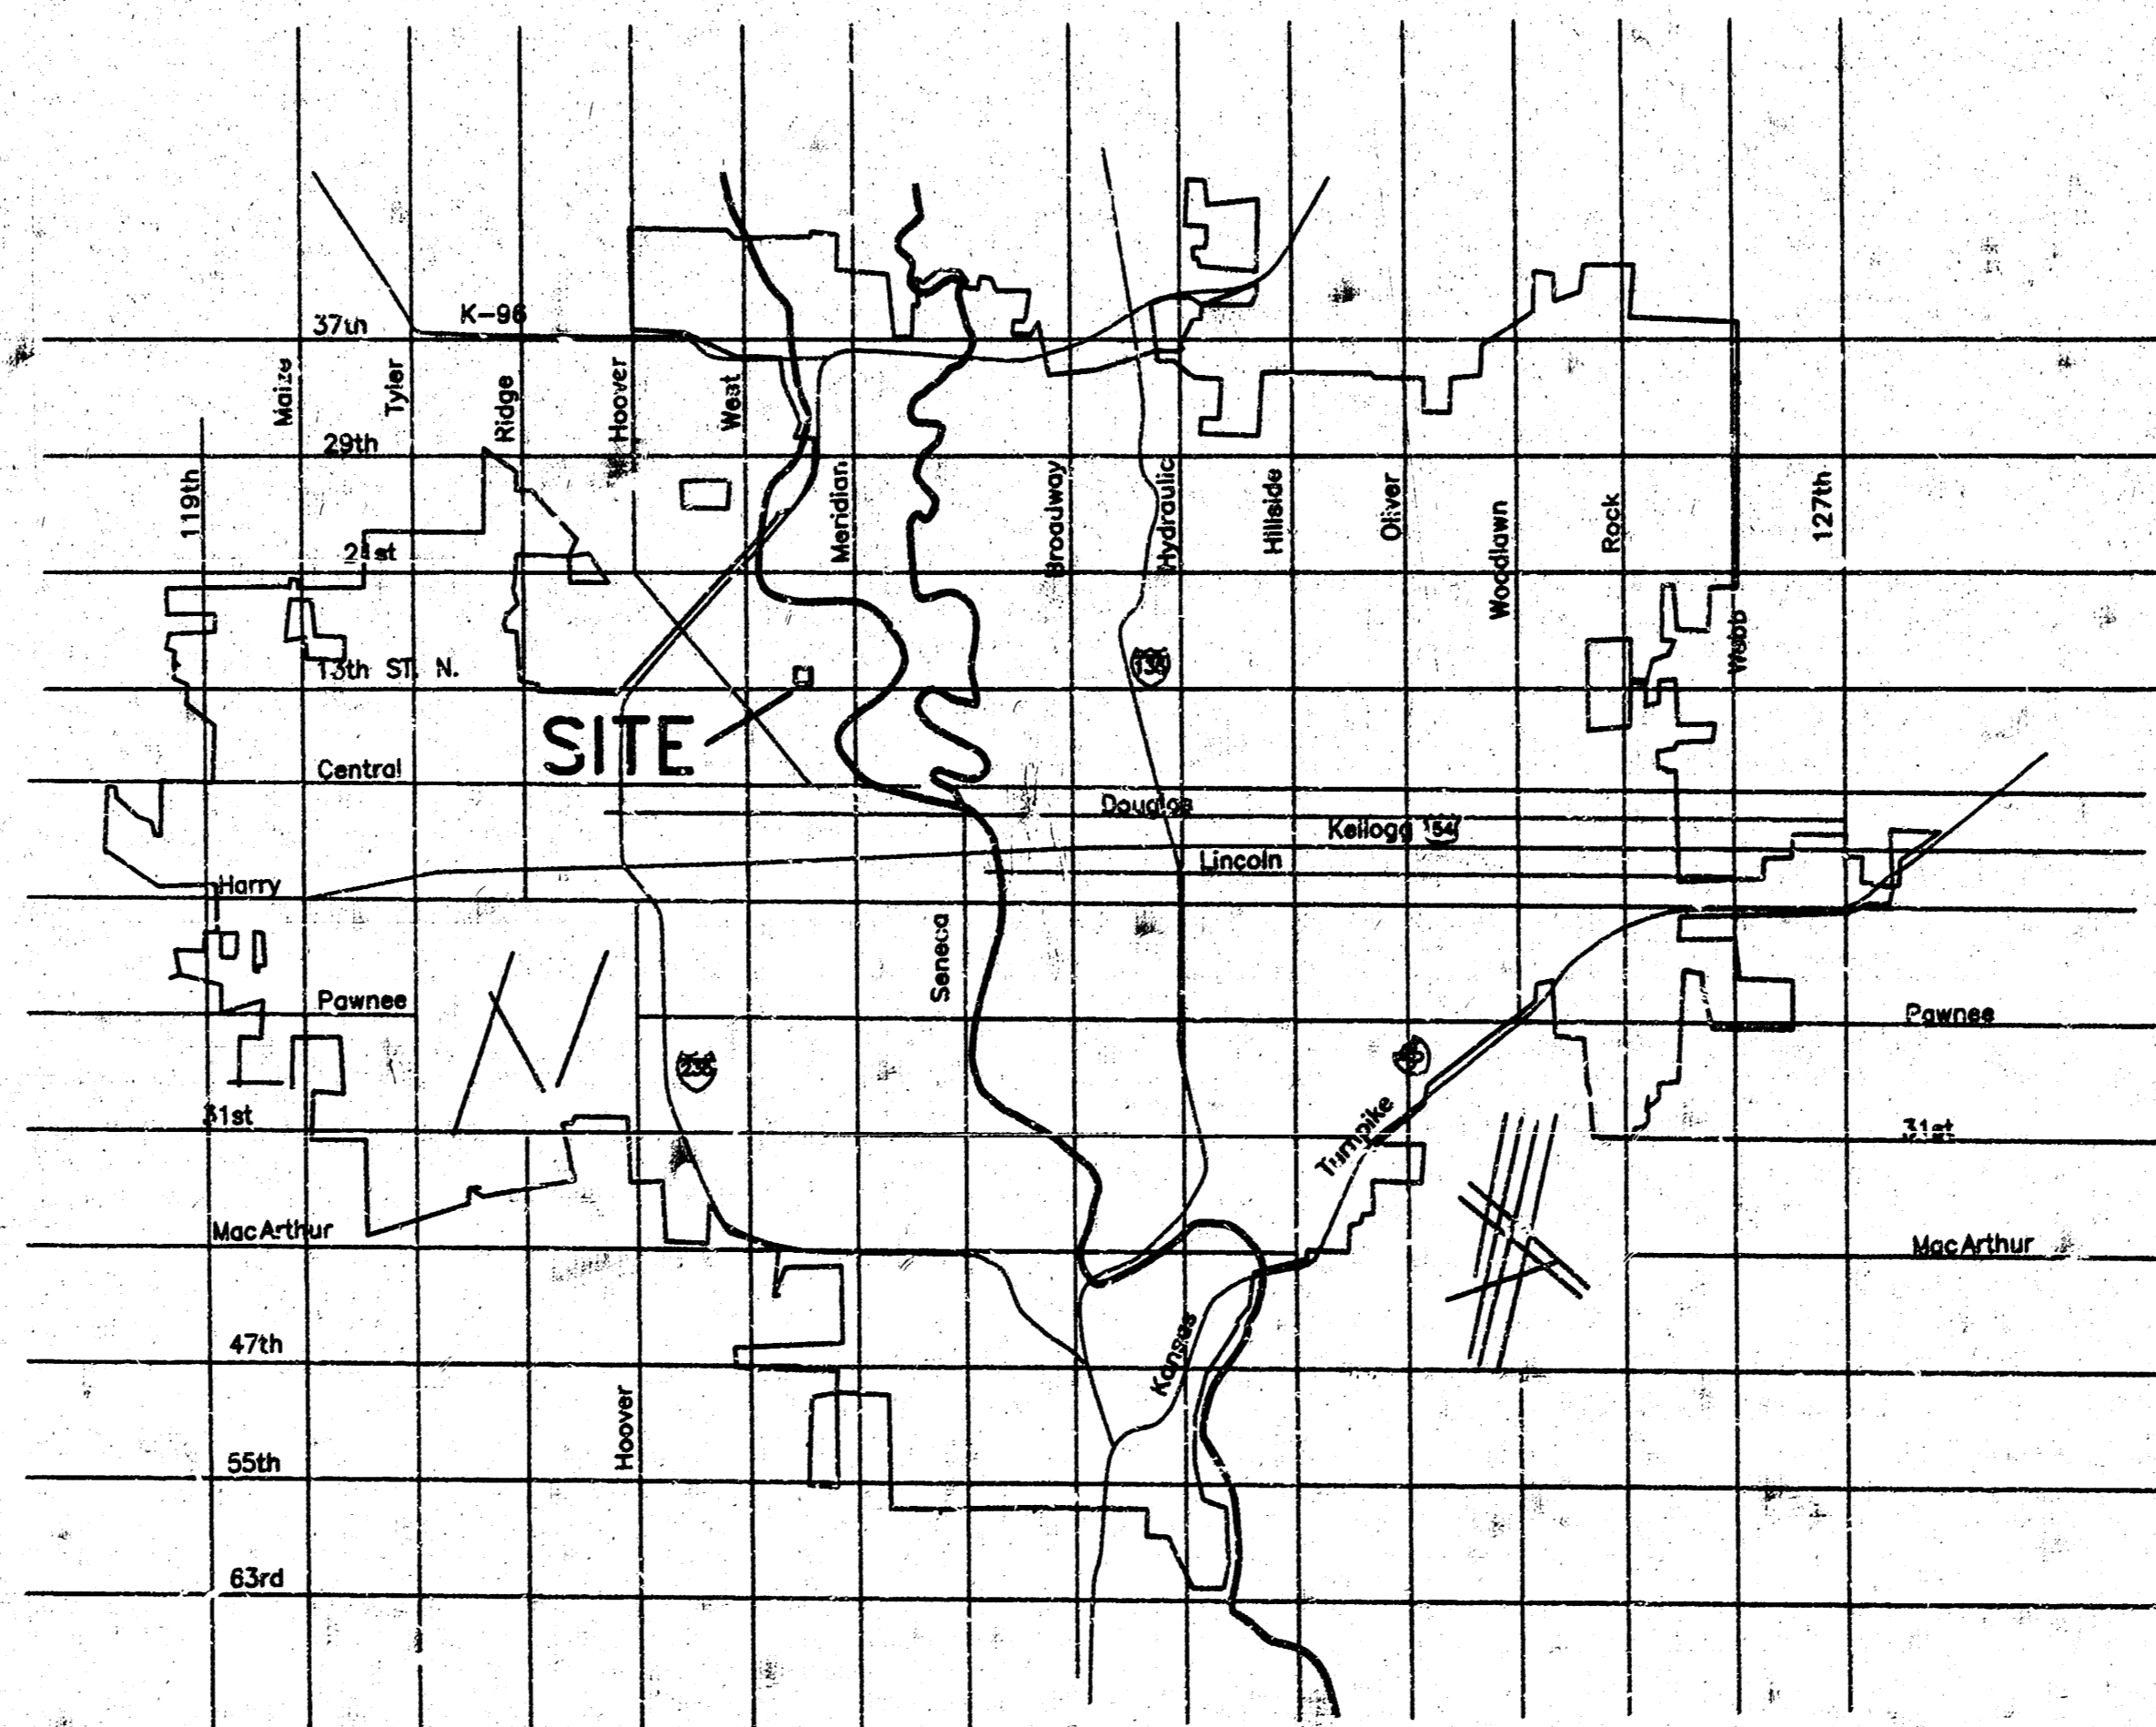 K-96
37th
Maize
Tyler
Ridge
Hoover
West
29th
119th
Meridian
Broadway
Hydraulic
Hillside
Oliver
Woodlawn
Rock
127th
21st
Webb
13th ST. N.
SITE
Central
Douglas
Kellogg 54
Lincoln
Harry
Seneca
Pawnee
Pawnee
235
31st
Turnpike
31st
MacArthur
MacArthur
47th
Kansas
Hoover
55th
63rd